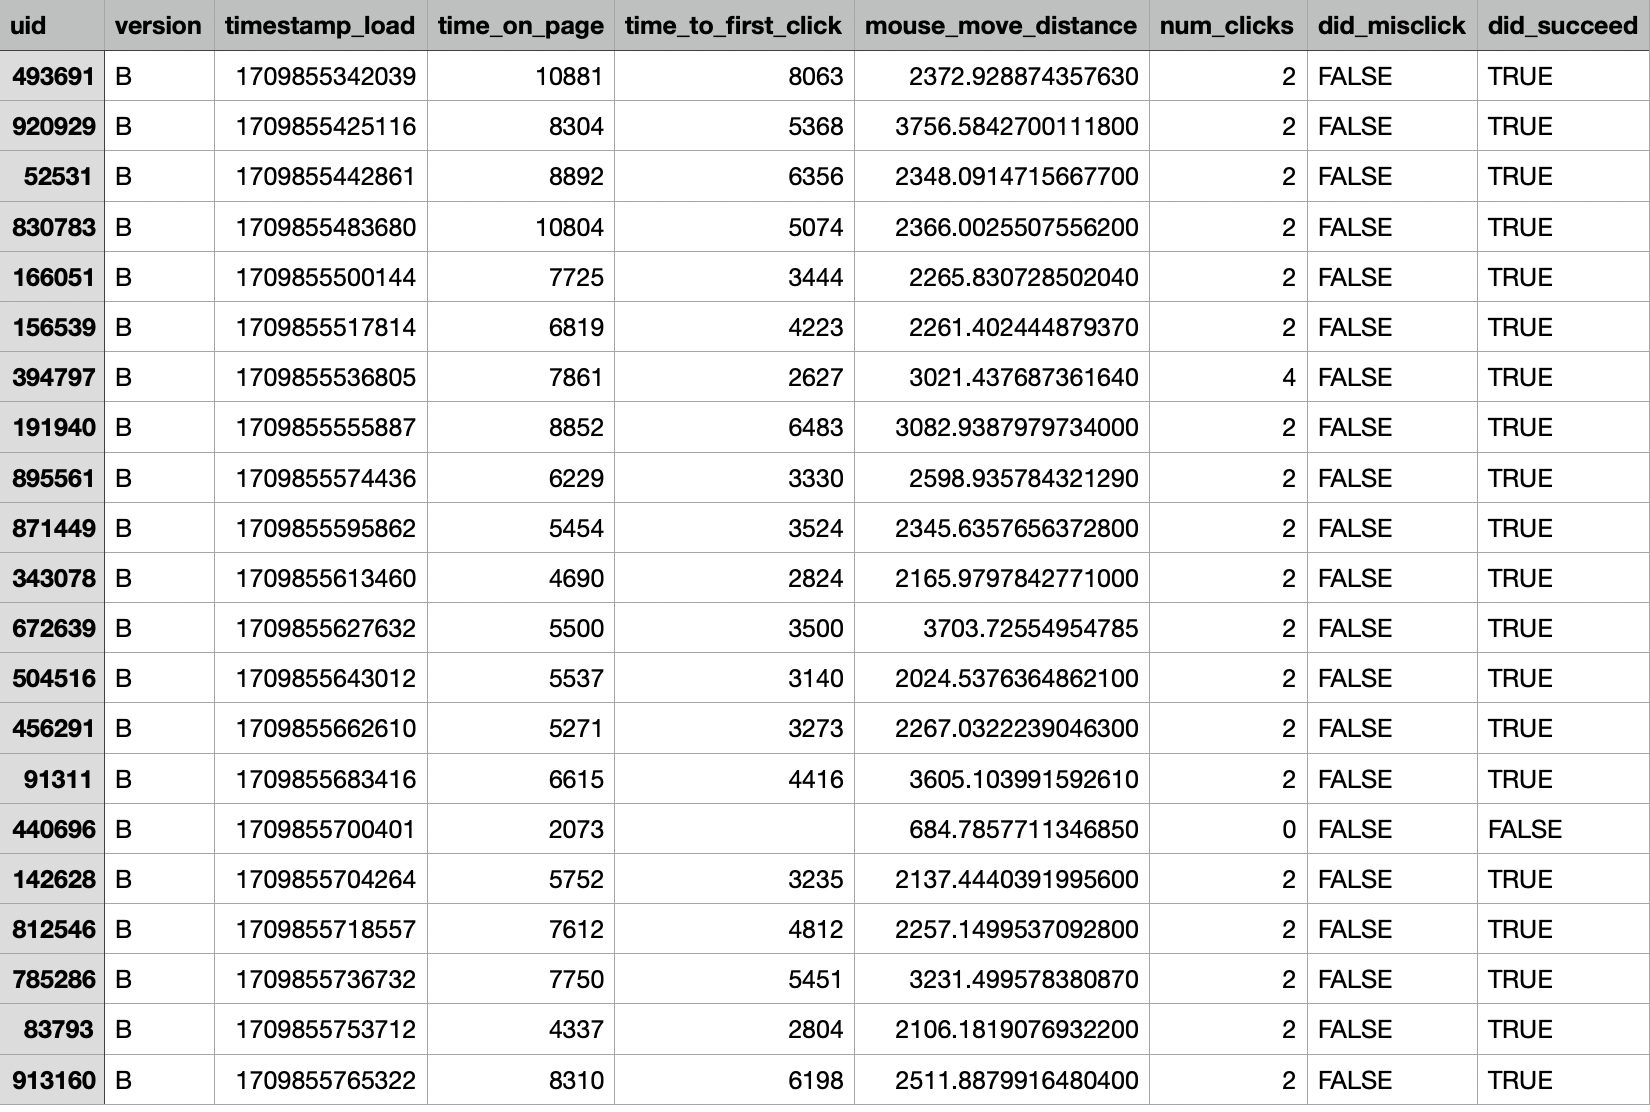 uid version timestamp_load time_on_page time_to_first_click mouse_move_distance num_clicks did_misclick did_succeed
493691 B 1709855342039 10881 8063 2372.928874357630 2 FALSE TRUE
920929 B 1709855425116 8304 5368 3756.5842700111800 2 FALSE TRUE
52531 B 1709855442861 8892 6356 2348.0914715667700 2 FALSE TRUE
830783 B 1709855483680 10804 5074 2366.0025507556200 2 FALSE TRUE
166051 B 1709855500144 7725 3444 2265.830728502040 2 FALSE TRUE
156539 B 1709855517814 6819 4223 2261.402444879370 2 FALSE TRUE
394797 B 1709855536805 7861 2627 3021.437687361640 4 FALSE TRUE
191940 B 1709855555887 8852 6483 3082.9387979734000 2 FALSE TRUE
895561 B 1709855574436 6229 3330 2598.935784321290 2 FALSE TRUE
871449 B 1709855595862 5454 3524 2345.6357656372800 2 FALSE TRUE
343078 B 1709855613460 4690 2824 2165.9797842771000 2 FALSE TRUE
672639 B 1709855627632 5500 3500 3703.72554954785 2 FALSE TRUE
504516 B 1709855643012 5537 3140 2024.5376364862100 2 FALSE TRUE
456291 B 1709855662610 5271 3273 2267.0322239046300 2 FALSE TRUE
91311 B 1709855683416 6615 4416 3605.103991592610 2 FALSE TRUE
440696 B 1709855700401 2073 684.7857711346850 0 FALSE FALSE
142628 B 1709855704264 5752 3235 2137.4440391995600 2 FALSE TRUE
812546 B 1709855718557 7612 4812 2257.1499537092800 2 FALSE TRUE
785286 B 1709855736732 7750 5451 3231.499578380870 2 FALSE TRUE
83793 B 1709855753712 4337 2804 2106.1819076932200 2 FALSE TRUE
913160 B 1709855765322 8310 6198 2511.8879916480400 2 FALSE TRUE